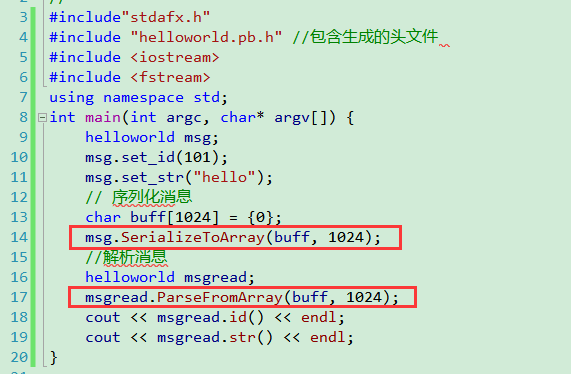 //
3 #include"stdafx.h"
4 #include "helloworld.pb.h" //包含生成的头文件
5 #include <iostream>
6 #include <fstream>
7 using namespace std;
8 int main(int argc, char* argv[]) {
9 helloworld msg;
10 msg.set_id(101);
11 msg.set_str("hello");
12 // 序列化消息
13 char buff[1024] = {0};
14 msg.SerializeToArray(buff, 1024);
15 //解析消息
16 helloworld msgread;
17 msgread.ParseFromArray(buff, 1024);
18 cout << msgread.id() << endl;
19 cout << msgread.str() << endl;
20 }